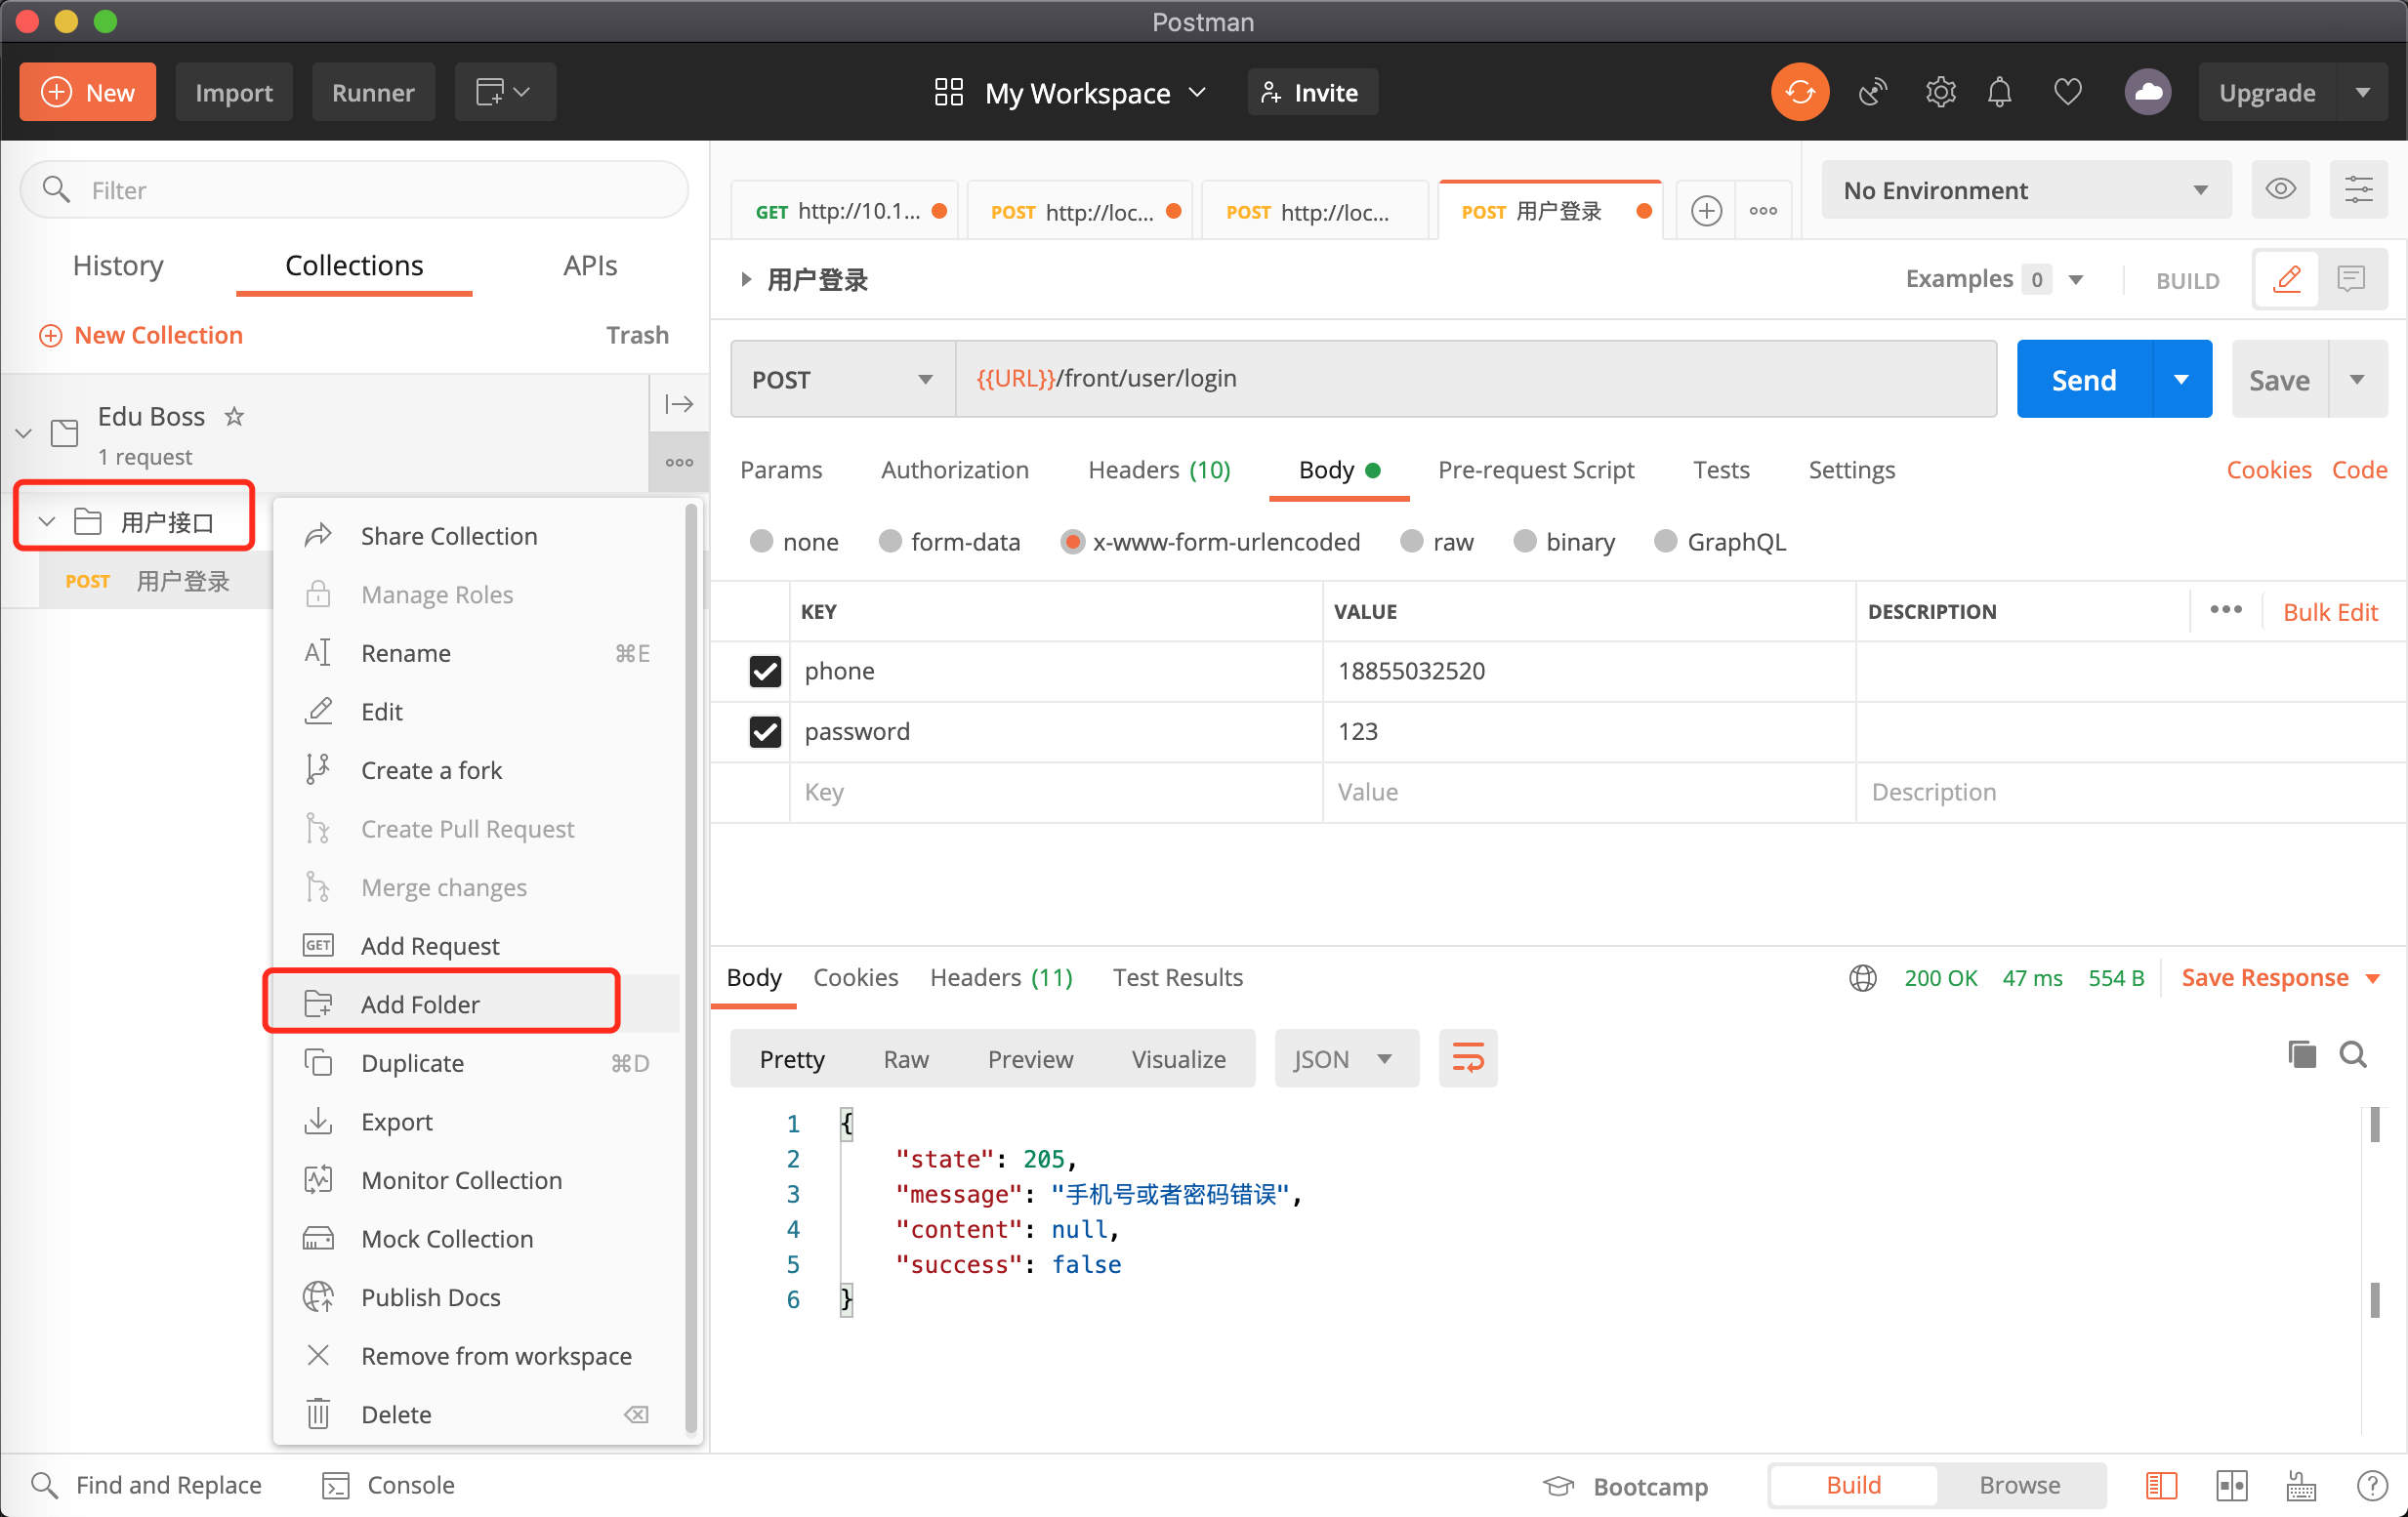 Postman
New
Import
Runner
My Workspace
Invite
Upgrade
Filter
History
Collections
APIs
New Collection
Trash
Edu Boss
1 request
用户接口
POST 用户登录
Share Collection
Manage Roles
Rename ⌘E
Edit
Create a fork
Create Pull Request
Merge changes
GET Add Request
Add Folder
Duplicate ⌘D
Export
Monitor Collection
Mock Collection
Publish Docs
Remove from workspace
Delete
GET http://10.1...
POST http://loc...
POST http://loc...
POST 用户登录
No Environment
用户登录
Examples 0
BUILD
POST
{{URL}}/front/user/login
Send
Save
Params
Authorization
Headers (10)
Body
Pre-request Script
Tests
Settings
Cookies
Code
none
form-data
x-www-form-urlencoded
raw
binary
GraphQL
KEY VALUE DESCRIPTION
Bulk Edit
phone 18855032520
password 123
Key Value Description
Body
Cookies
Headers (11)
Test Results
200 OK 47 ms 554 B
Save Response
Pretty
Raw
Preview
Visualize
JSON
1 {
2 "state": 205,
3 "message": "手机号或者密码错误",
4 "content": null,
5 "success": false
6 }
Find and Replace
Console
Bootcamp
Build
Browse